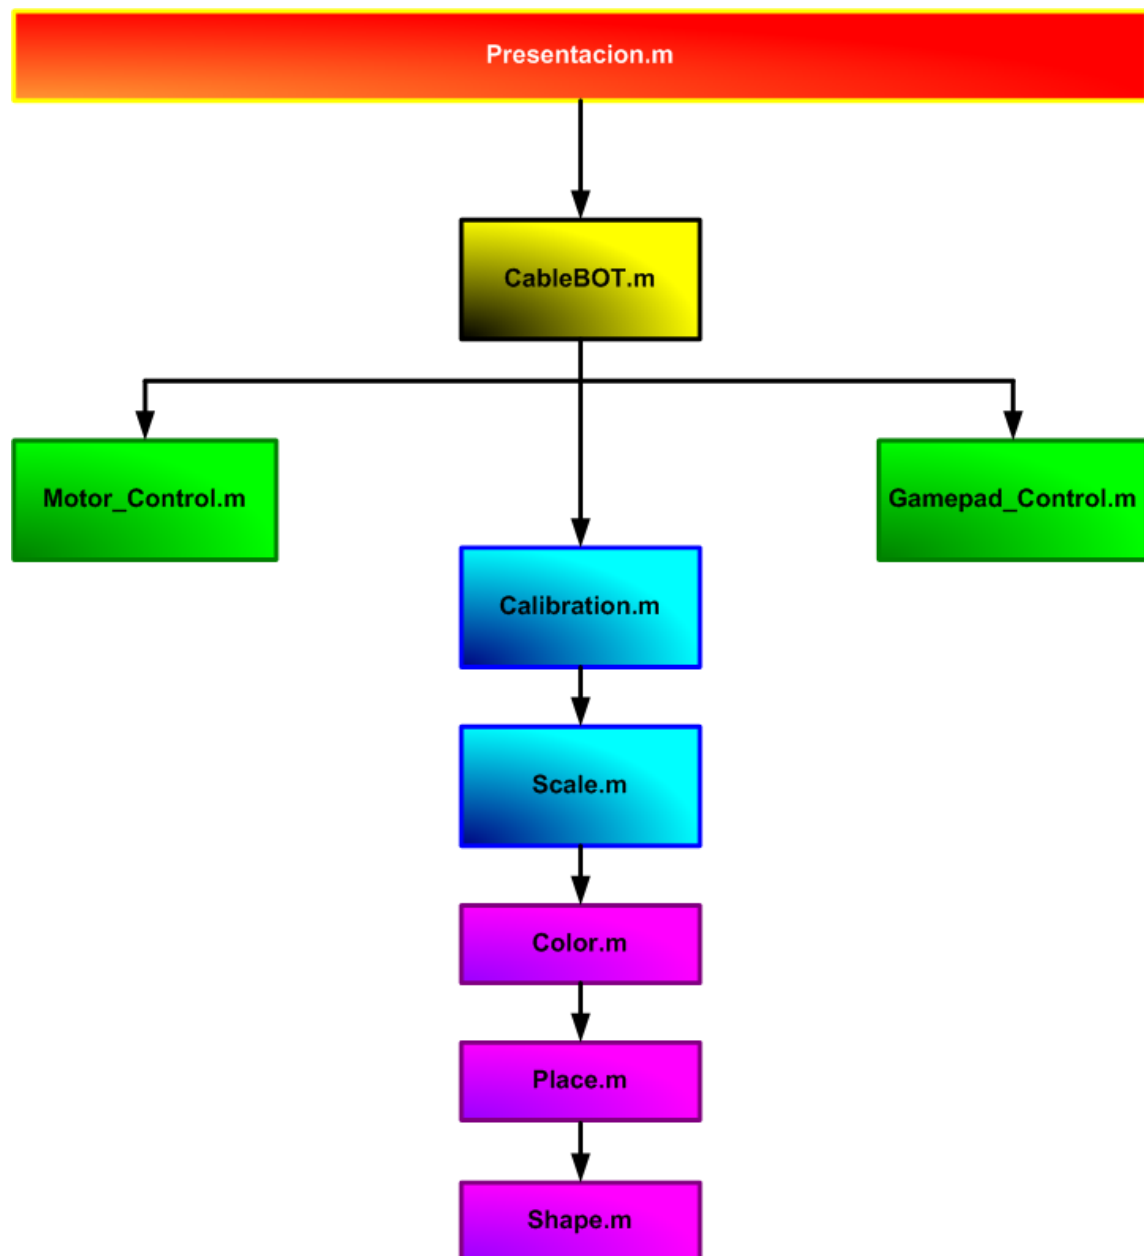 Presentacion.m
CableBOT.m
Motor_Control.m
Gamepad_Control.m
Calibration.m
Scale.m
Color.m
Place.m
Shape.m